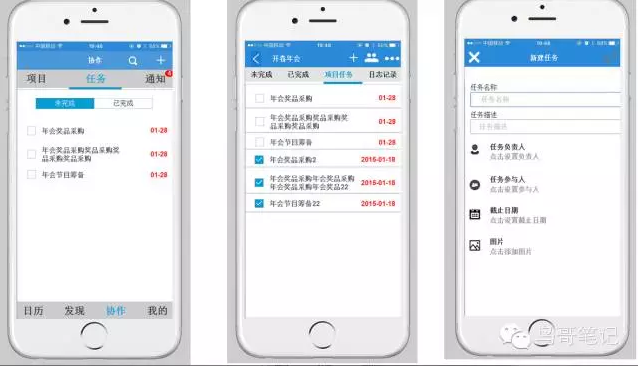 中国移动 19:46 84%
协作
项目 任务 通知 4
未完成 已完成
年会奖品采购 01-28
年会奖品采购奖品采购奖
品采购奖品采购 01-28
年会节目筹备 01-28
日历 发现 协作 我的
中国移动 19:46
开春年会
未完成 已完成 项目任务 日志记录
年会奖品采购 01-28
年会奖品采购奖品采购奖
品采购奖品采购
年会节目筹备 01-28
年会奖品采购2 2015-01-18
年会奖品采购年会奖品采购
年会奖品采购年会奖品22 2015-01-18
年会节目筹备22 2015-01-18
中国移动 19:46
新建任务
任务名称
任务名称
任务描述
任务描述
任务负责人
点击设置负责人
任务参与人
点击设置参与人
截止日期
点击设置截止日期
图片
点击添加图片
鸟哥笔记